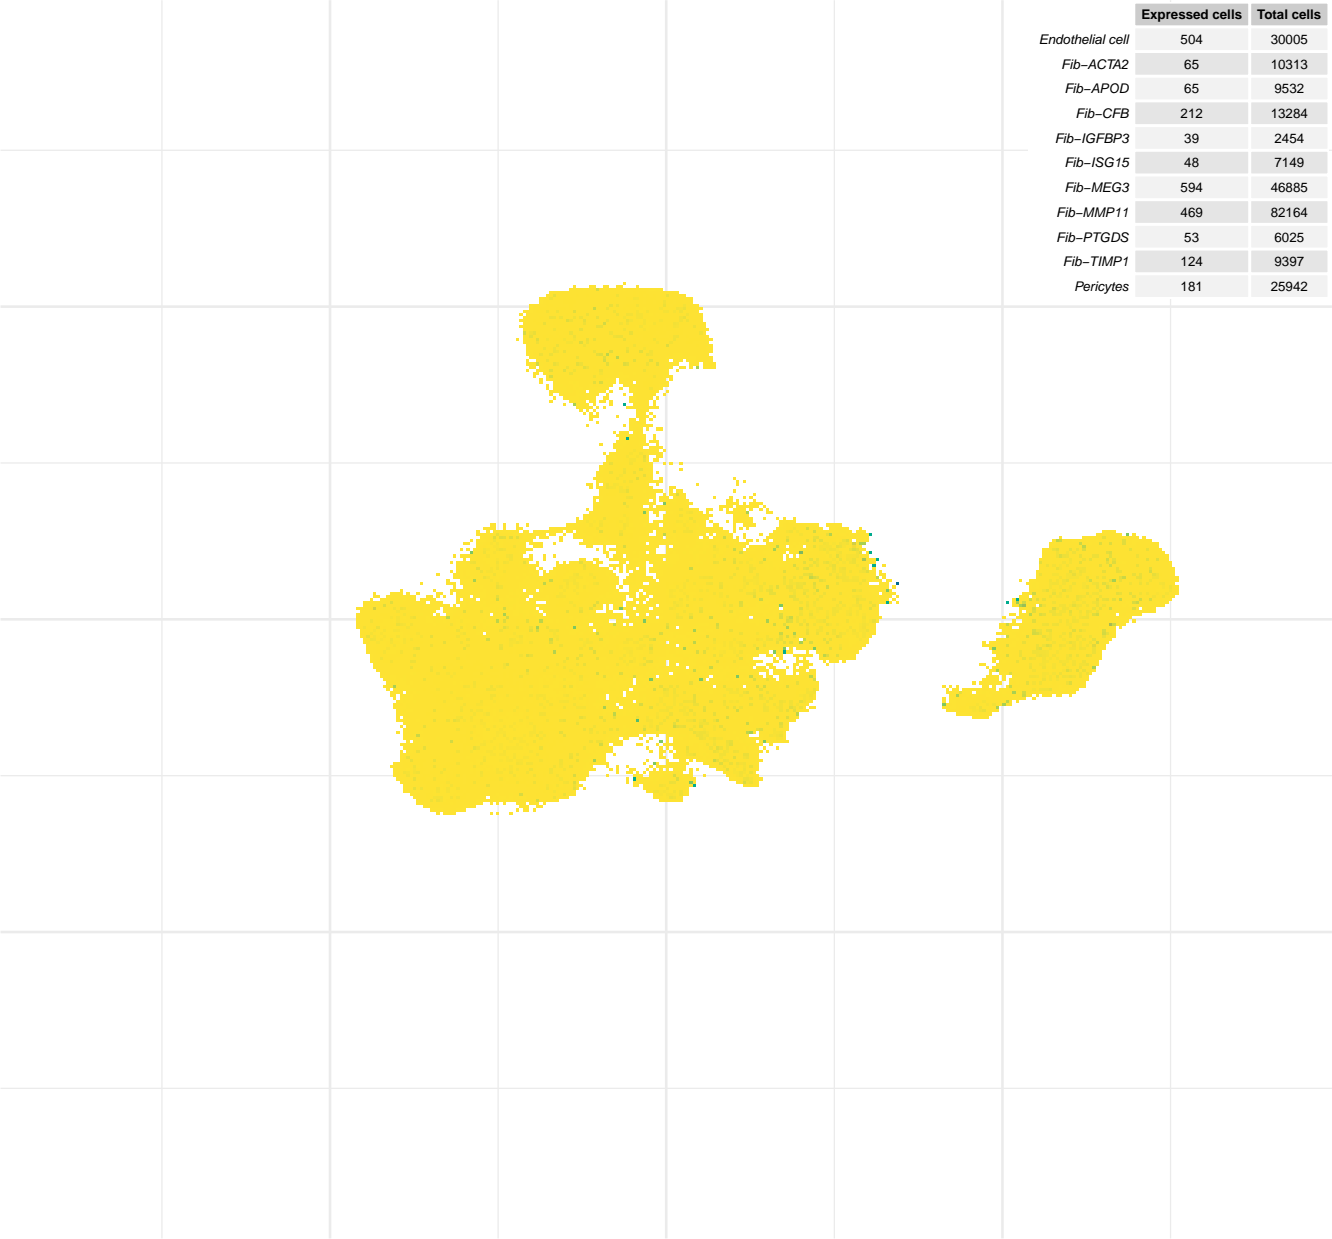 Expressed cells Total cells
Endothelial cell 504 30005
Fib−ACTA2 65 10313
Fib−APOD 65 9532
Fib−CFB 212 13284
Fib−IGFBP3 39 2454
Fib−ISG15 48 7149
Fib−MEG3 594 46885
Fib−MMP11 469 82164
Fib−PTGDS 53 6025
Fib−TIMP1 124 9397
Pericytes 181 25942